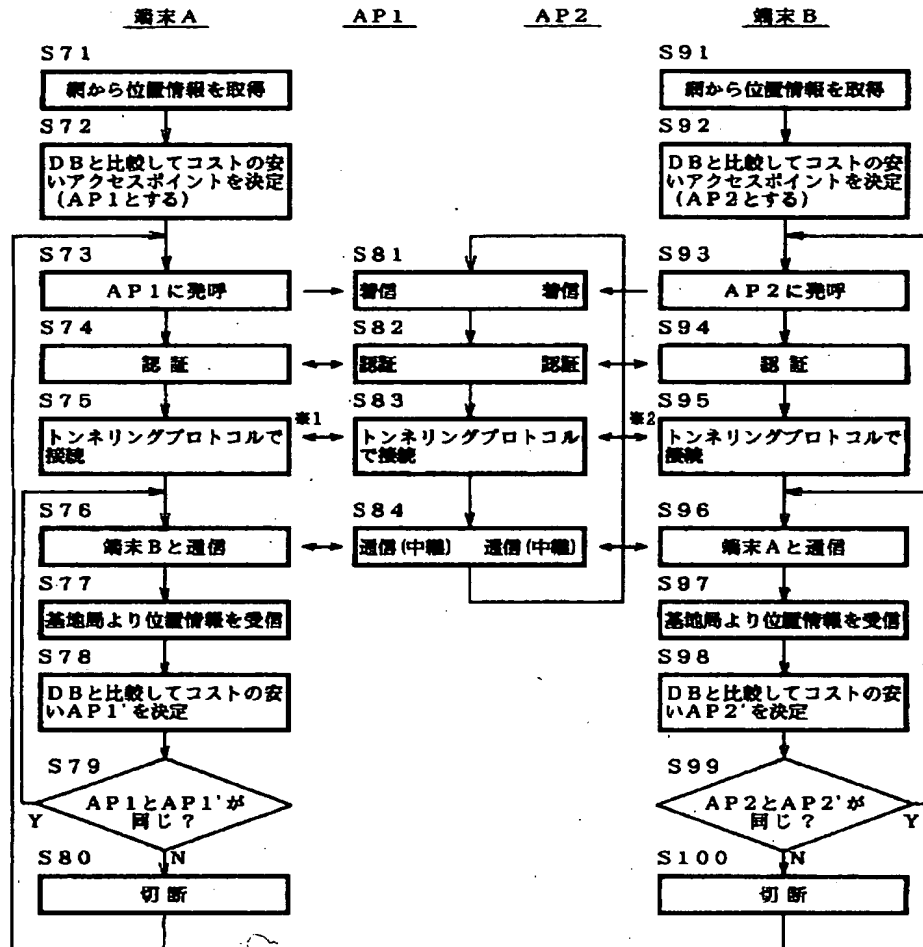 端末A AP1 AP2 端末B
S71
網から位置情報を取得
S72
DBと比較してコストの安
いアクセスポイントを決定
(AP1とする)
S73
AP1に発呼
S74
認証
S75
トンネリングプロトコルで
接続
※1
S76
端末Bと通信
S77
基地局より位置情報を受信
S78
DBと比較してコストの安
いAP1'を決定
S79
AP1とAP1'が
同じ?
Y
N
S80
切断
S81
着信 着信
S82
認証 認証
S83
トンネリングプロトコル
で接続
※2
S84
通信(中継) 通信(中継)
S91
網から位置情報を取得
S92
DBと比較してコストの安
いアクセスポイントを決定
(AP2とする)
S93
AP2に発呼
S94
認証
S95
トンネリングプロトコルで
接続
S96
端末Aと通信
S97
基地局より位置情報を受信
S98
DBと比較してコストの安
いAP2'を決定
S99
AP2とAP2'が
同じ?
Y
N
S100
切断